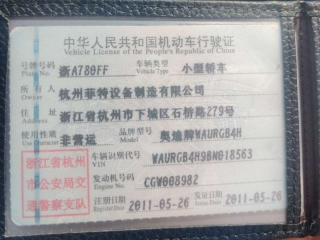 中华人民共和国机动车行驶证
Vehicle License of the People's Republic of China
号牌号码 浙A780FF 车辆类型 小型轿车
Plate No. Vehicle Type
所有人 杭州菲特设备制造有限公司
Owner
住址 浙江省杭州市下城区石桥路279号
Address
使用性质 非营运 品牌型号 奥迪牌WAURGB4H
Use Character Model
浙江省杭州
市公安局交
通警察支队
车辆识别代号 WAURGB4H9BN018563
VIN
发动机号码 CGW008982
Engine No.
注册日期 2011-05-26 发证日期 2011-05-26
Register Date Issue Date